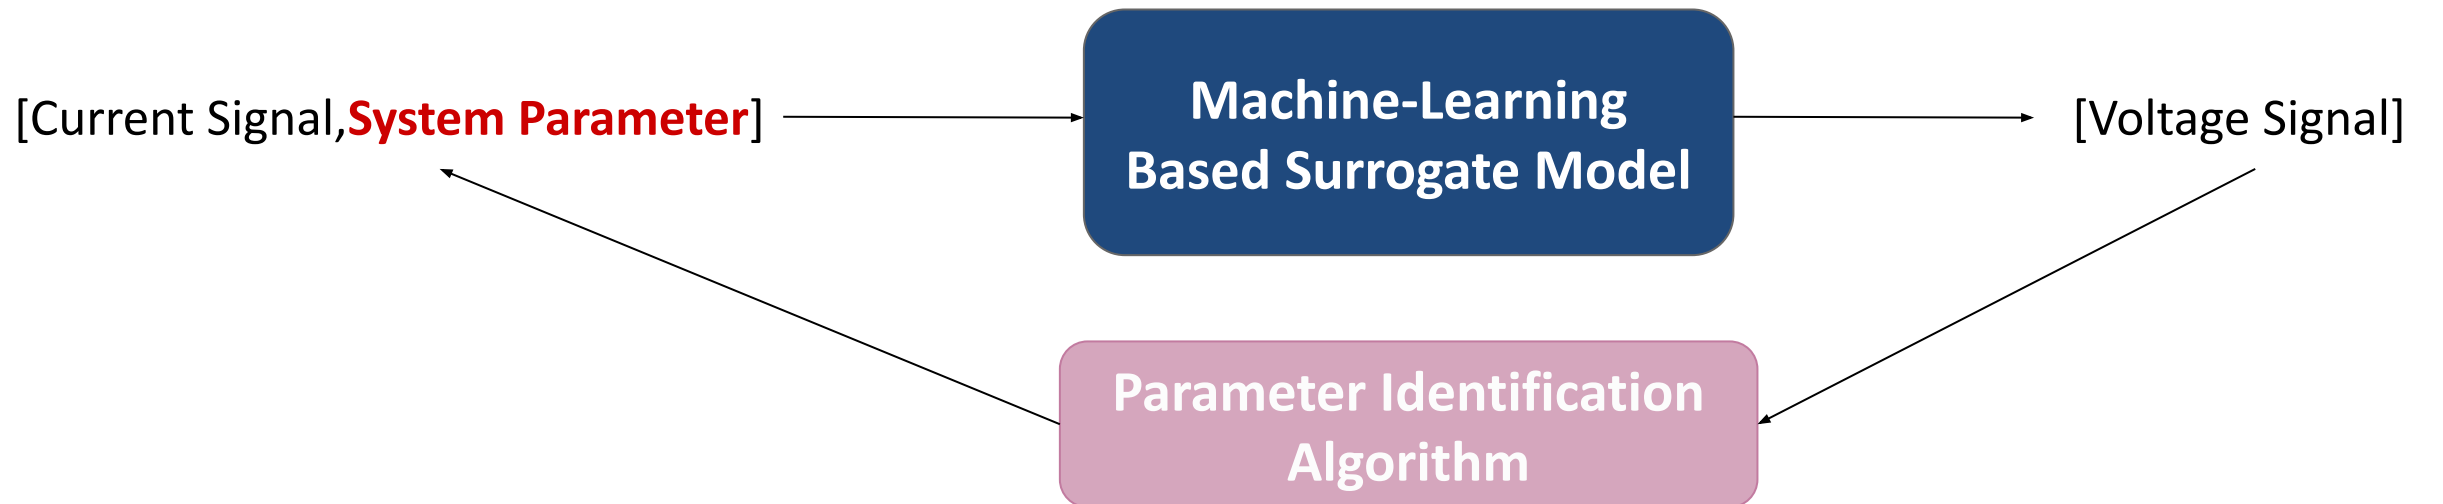 [Current Signal,System Parameter]
Machine-Learning
Based Surrogate Model
[Voltage Signal]
Parameter Identification
Algorithm